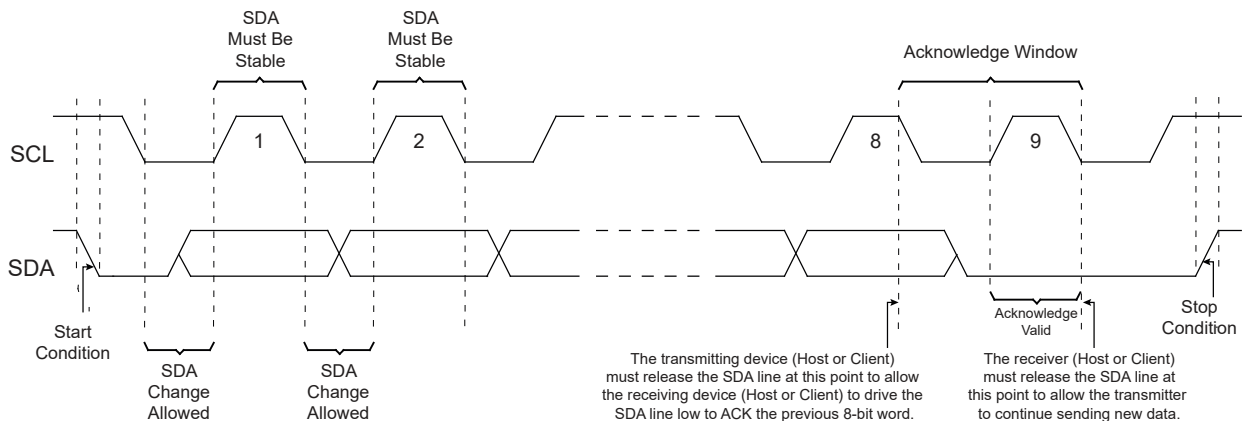 SDA
Must Be
Stable
SDA
Must Be
Stable
Acknowledge Window
SCL
1
2
8
9
SDA
Start
Condition
SDA
Change
Allowed
SDA
Change
Allowed
Acknowledge
Valid
Stop
Condition
The transmitting device (Host or Client)
must release the SDA line at this point to allow
the receiving device (Host or Client) to drive the
SDA line low to ACK the previous 8-bit word.
The receiver (Host or Client)
must release the SDA line at
this point to allow the transmitter
to continue sending new data.